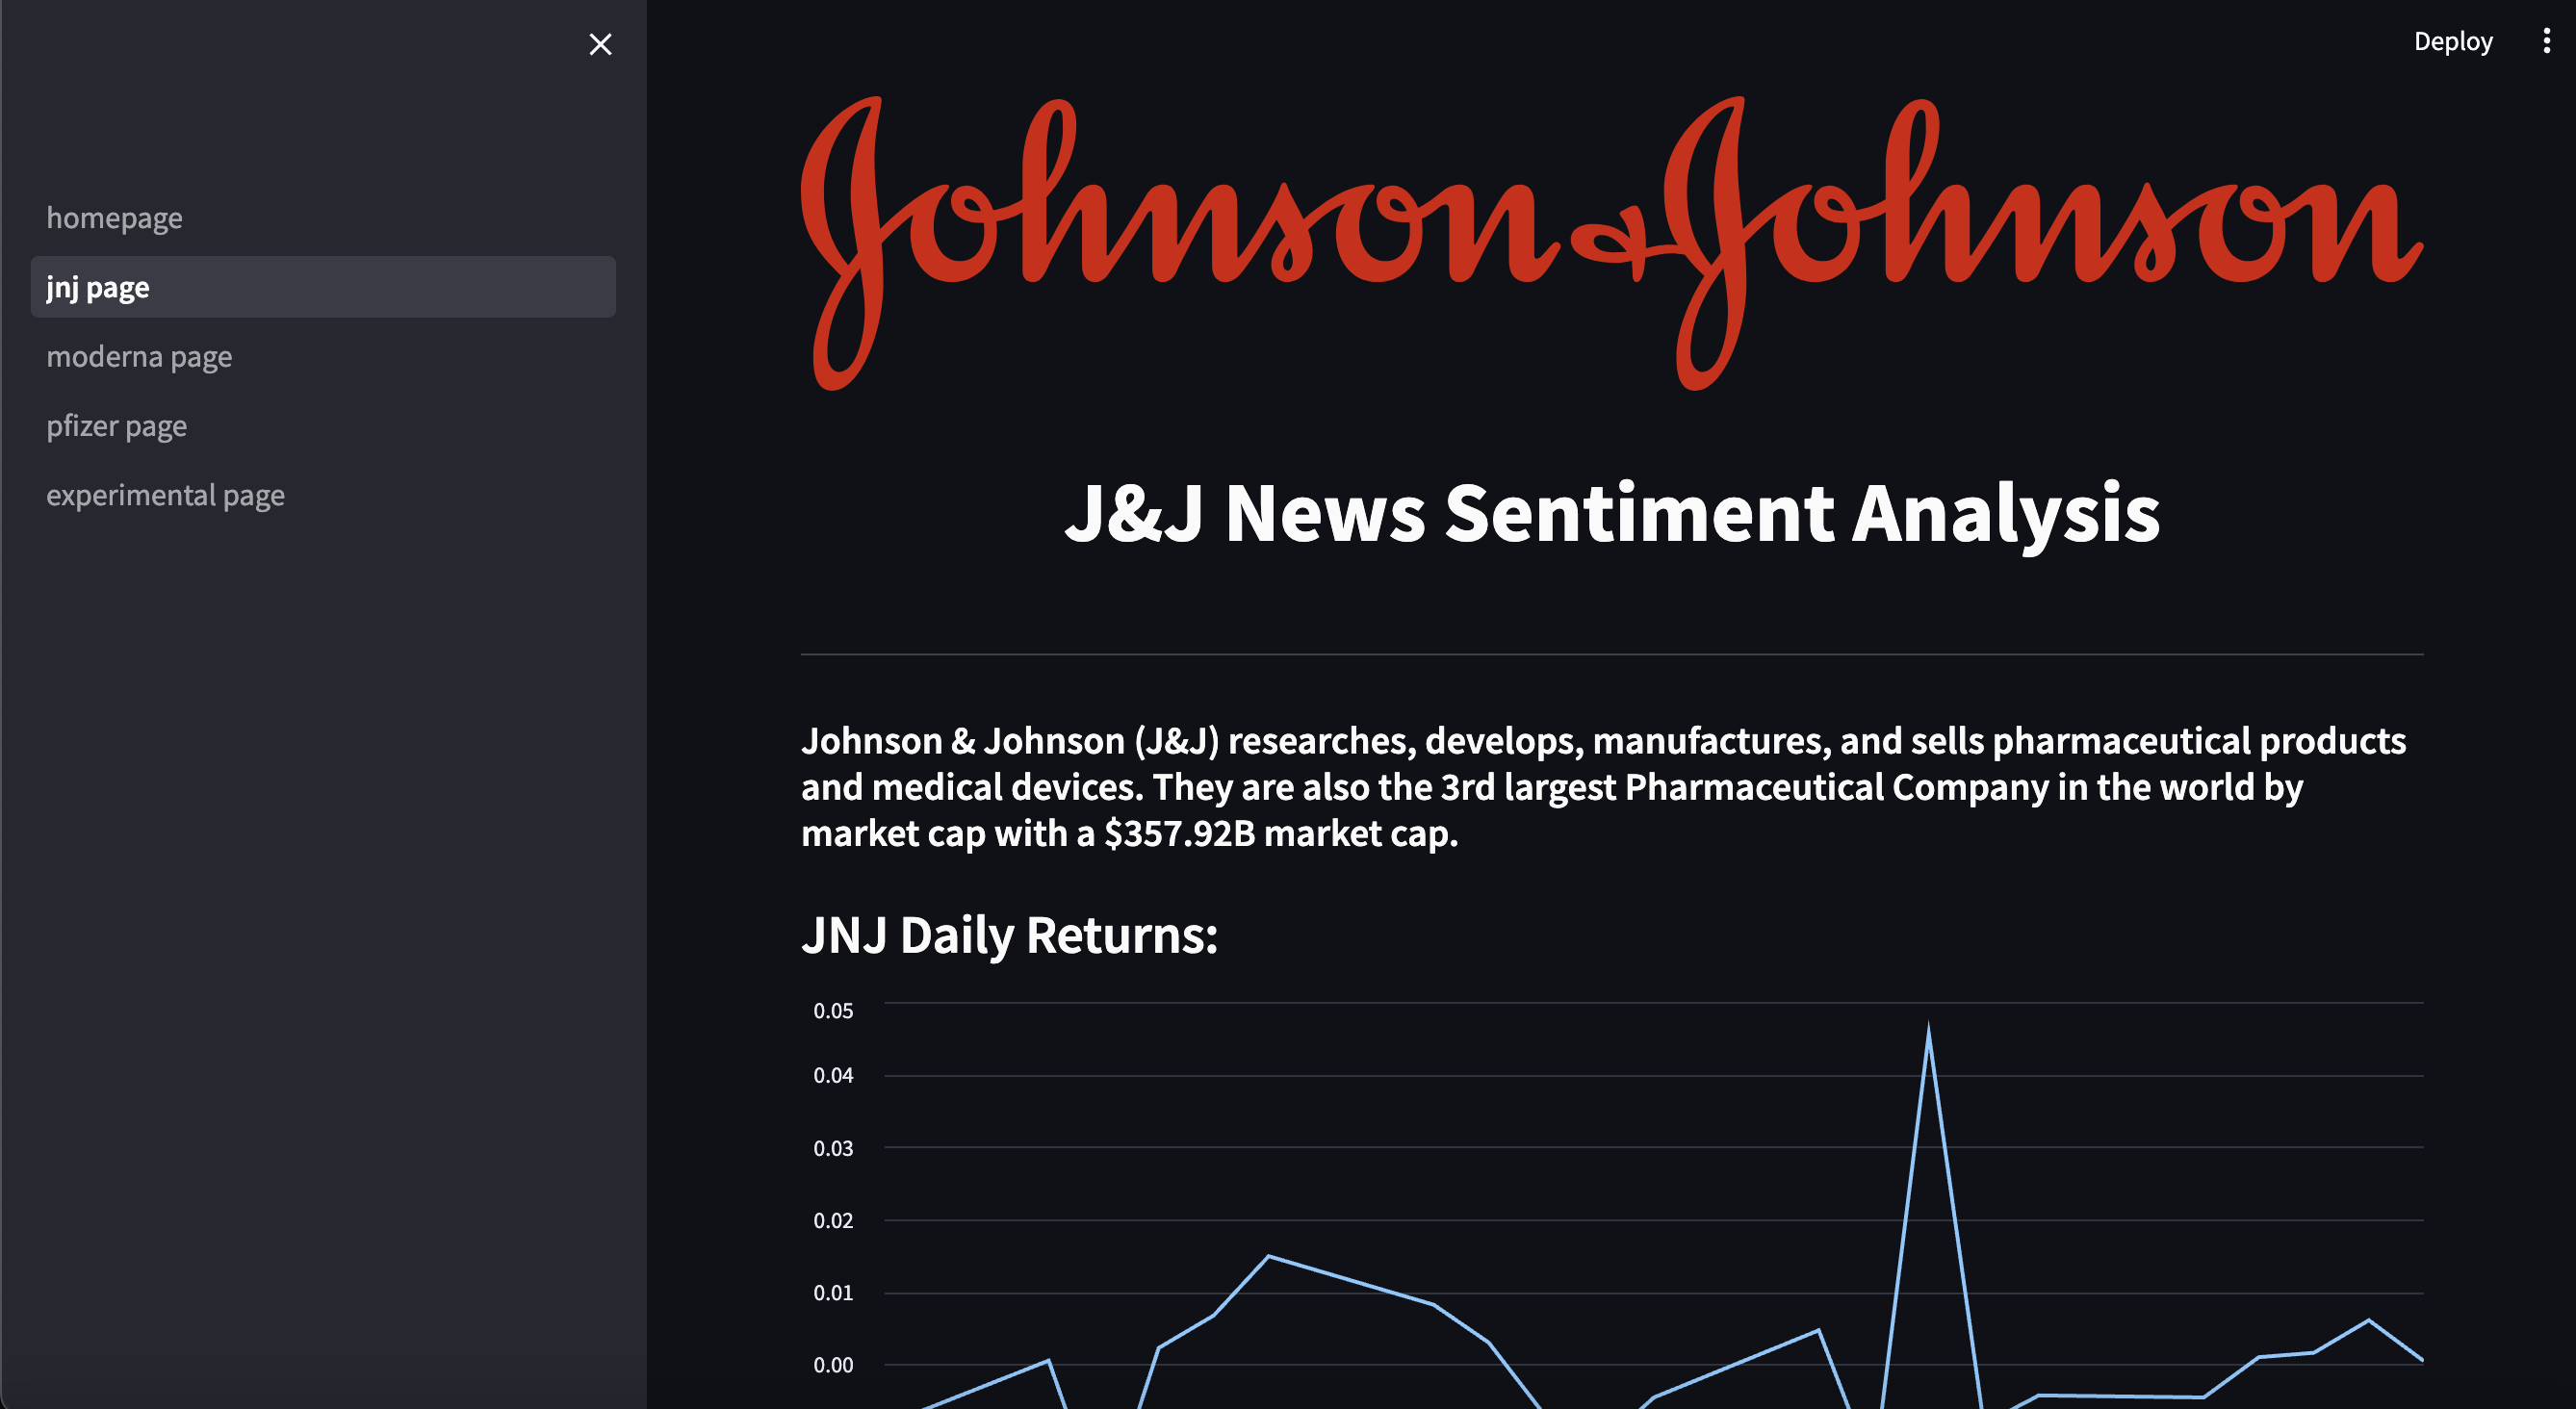 Deploy
homepage
jnj page
moderna page
pfizer page
experimental page
Johnson & Johnson
J&J News Sentiment Analysis
Johnson & Johnson (J&J) researches, develops, manufactures, and sells pharmaceutical products
and medical devices. They are also the 3rd largest Pharmaceutical Company in the world by
market cap with a $357.92B market cap.
JNJ Daily Returns:
0.05
0.04
0.03
0.02
0.01
0.00